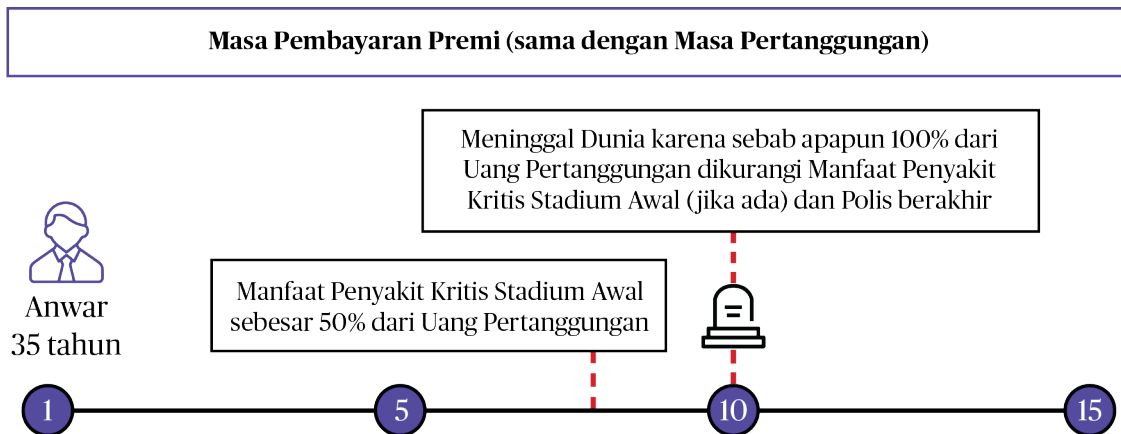 Masa Pembayaran Premi (sama dengan Masa Pertanggungan)
Meninggal Dunia karena sebab apapun 100% dari
Uang Pertanggungan dikurangi Manfaat Penyakit
Kritis Stadium Awal (jika ada) dan Polis berakhir
Manfaat Penyakit Kritis Stadium Awal
sebesar 50% dari Uang Pertanggungan
Anwar
35 tahun
1
5
10
15